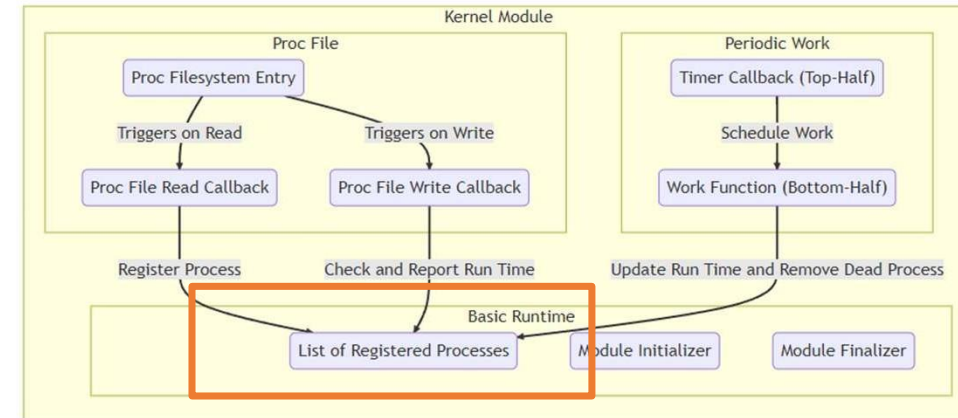 Kernel Module
Proc File
Periodic Work
Proc Filesystem Entry
Timer Callback (Top-Half)
Triggers on Read
Triggers on Write
Schedule Work
Proc File Read Callback
Proc File Write Callback
Work Function (Bottom-Half)
Register Process
Check and Report Run Time
Update Run Time and Remove Dead Process
Basic Runtime
List of Registered Processes
Module Initializer
Module Finalizer